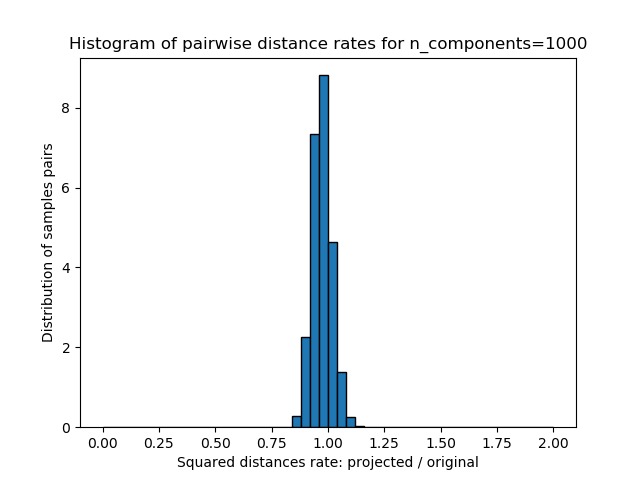 Histogram of pairwise distance rates for n_components=1000
Distribution of samples pairs
8
6
4
2
0
0.00 0.25 0.50 0.75 1.00 1.25 1.50 1.75 2.00
Squared distances rate: projected / original